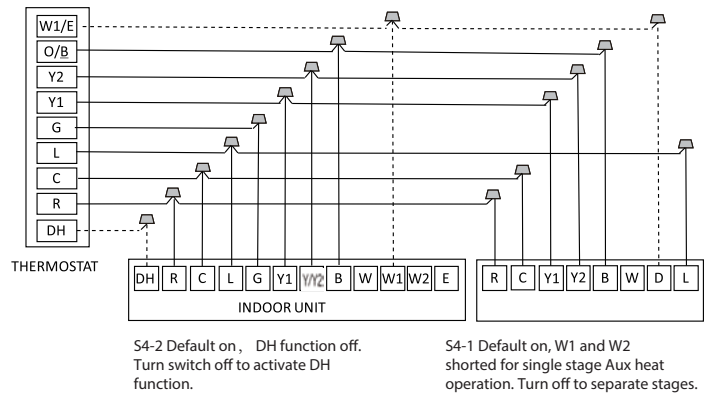 W1/E
O/B
Y2
Y1
G
L
C
R
DH
THERMOSTAT
DH R C L G Y1 Y/Y2 B W W1 W2 E
INDOOR UNIT
R C Y1 Y2 B W D L
S4-2 Default on， DH function off.
Turn switch off to activate DH
function.
S4-1 Default on, W1 and W2
shorted for single stage Aux heat
operation. Turn off to separate stages.